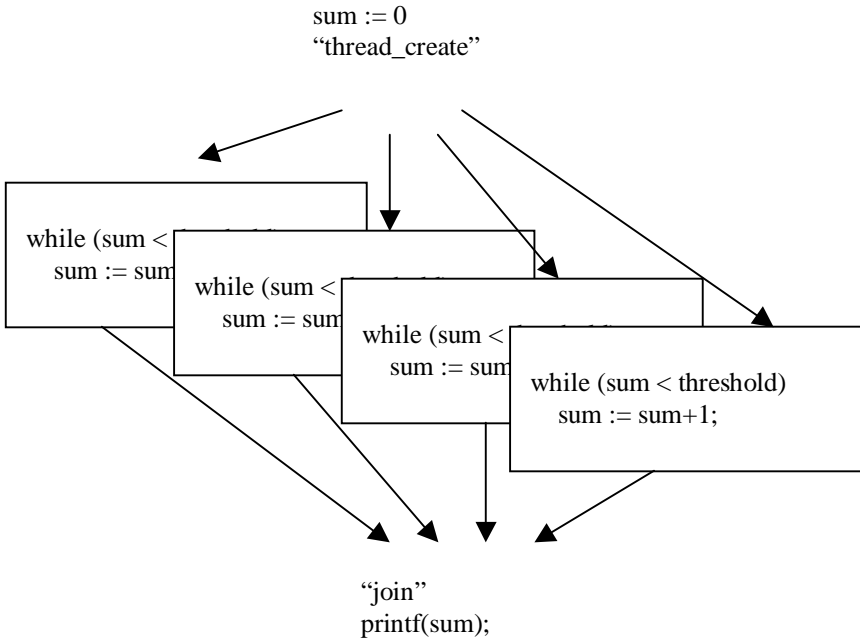 sum := 0
“thread_create”
while (sum <
sum := sum
while (sum <
sum := sum
while (sum <
sum := sum
while (sum < threshold)
sum := sum+1;
“join”
printf(sum);